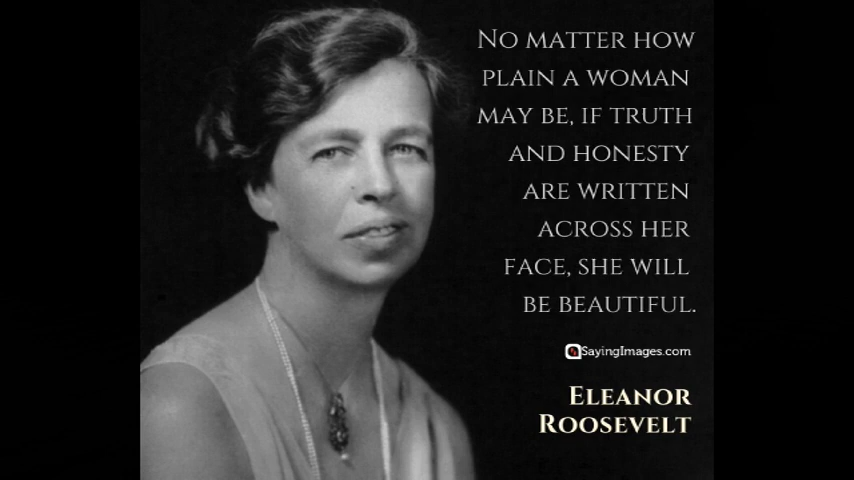 NO MATTER HOW
PLAIN A WOMAN
MAY BE, IF TRUTH
AND HONESTY
ARE WRITTEN
ACROSS HER
FACE, SHE WILL
BE BEAUTIFUL.
SayingImages.com
ELEANOR
ROOSEVELT